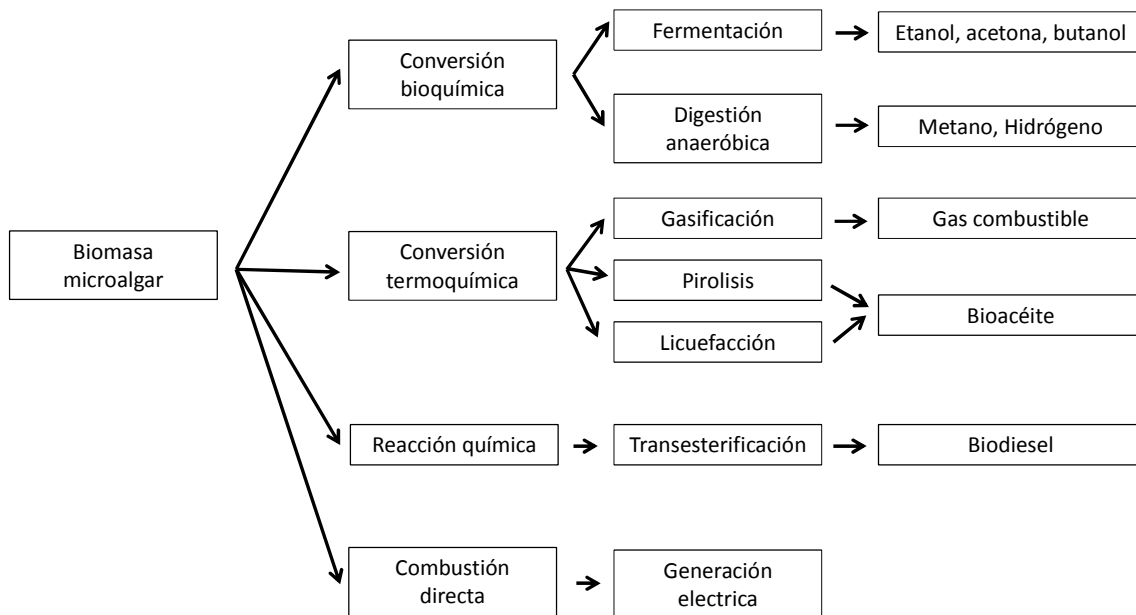 Fermentación
Etanol, acetona, butanol
Conversión
bioquímica
Digestión
anaeróbica
Metano, Hidrógeno
Gasificación
Gas combustible
Biomasa
microalgar
Conversión
termoquímica
Pirolisis
Bioacéite
Licuefacción
Reacción química
Transesterificación
Biodiesel
Combustión
directa
Generación
electrica